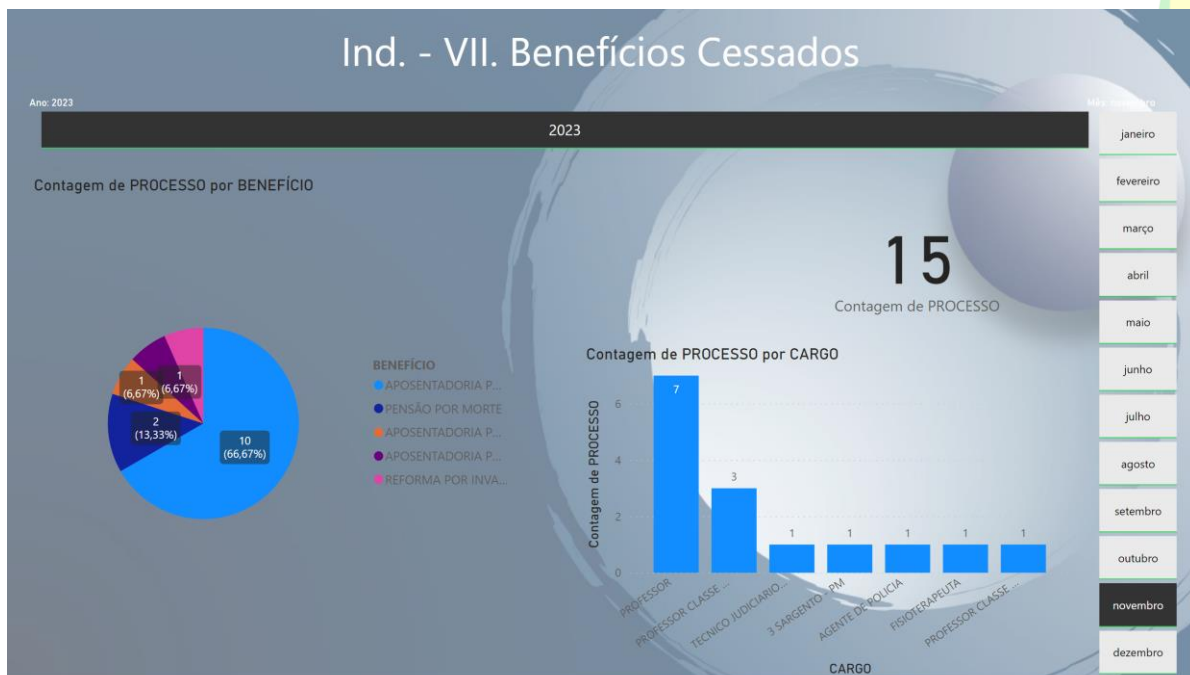 Ind. - VII. Benefícios Cessados
Ano: 2023
Mês: novembro
2023
janeiro
fevereiro
março
abril
maio
junho
julho
agosto
setembro
outubro
novembro
dezembro
Contagem de PROCESSO por BENEFÍCIO
1
(6,67%)
1
(6,67%)
2
(13,33%)
10
(66,67%)
BENEFÍCIO
APOSENTADORIA P...
PENSÃO POR MORTE
APOSENTADORIA P...
APOSENTADORIA P...
REFORMA POR INVA...
15
Contagem de PROCESSO
Contagem de PROCESSO por CARGO
Contagem de PROCESSO
6
4
2
0
7
3
1
1
1
1
1
PROFESSOR
PROFESSOR CLASSE ...
TECNICO JUDICIARIO...
3 SARGENTO - PM
AGENTE DE POLICIA
FISIOTERAPEUTA
PROFESSOR CLASSE ...
CARGO